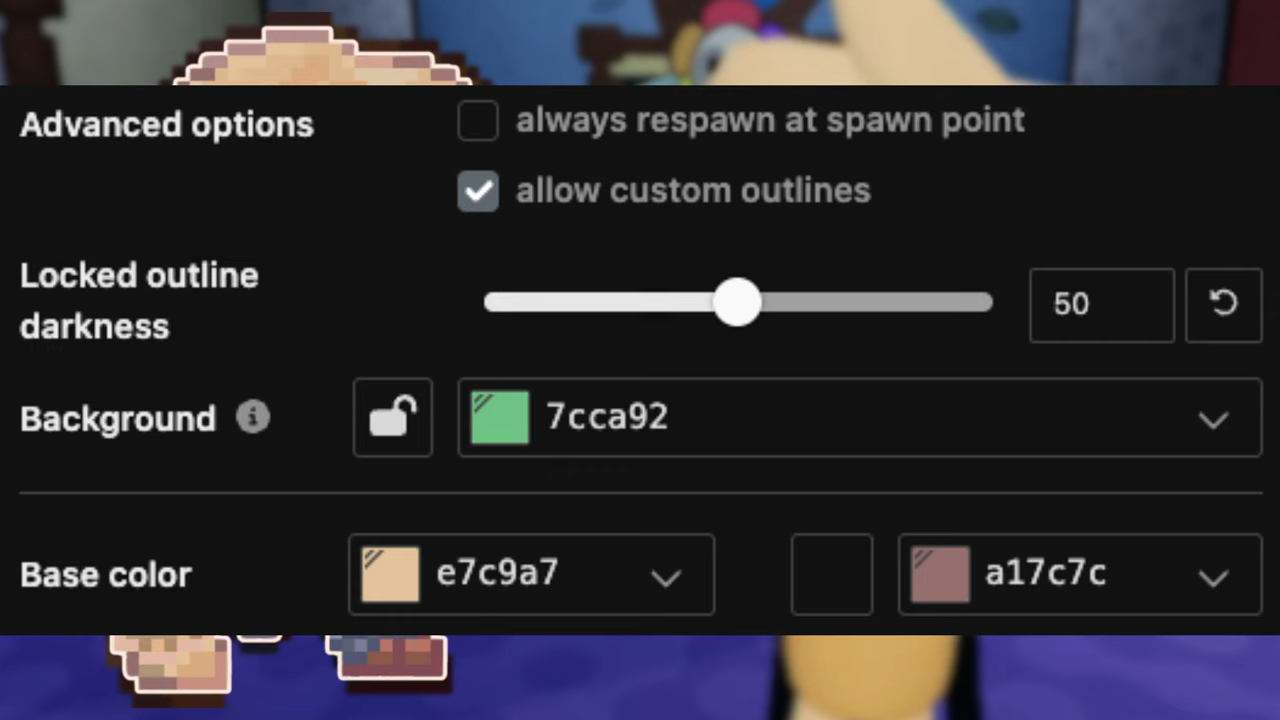 Advanced options
always respawn at spawn point
allow custom outlines
Locked outline
darkness
50
Background
7cca92
Base color
e7c9a7
a17c7c